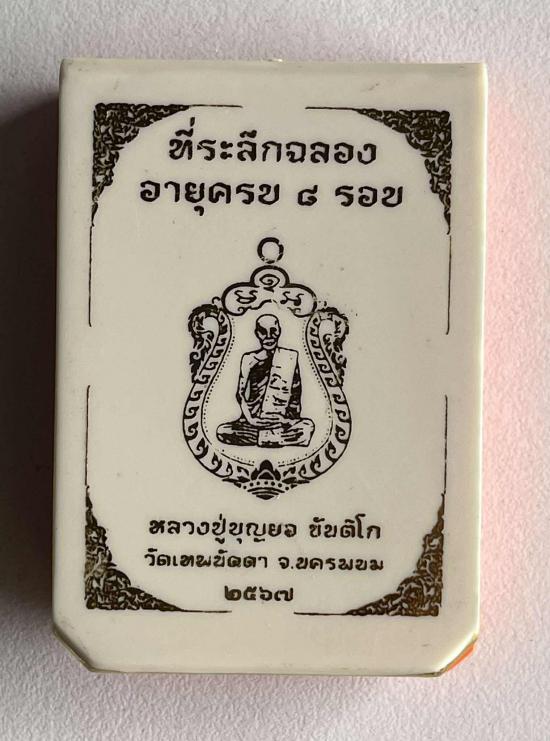 ที่ระลึกฉลอง
อายุครบ ๘ รอบ
หลวงปู่บุญยอ ขันติโก
วัดเทพนัดดา จ.นครพนม
๒๕๖๗